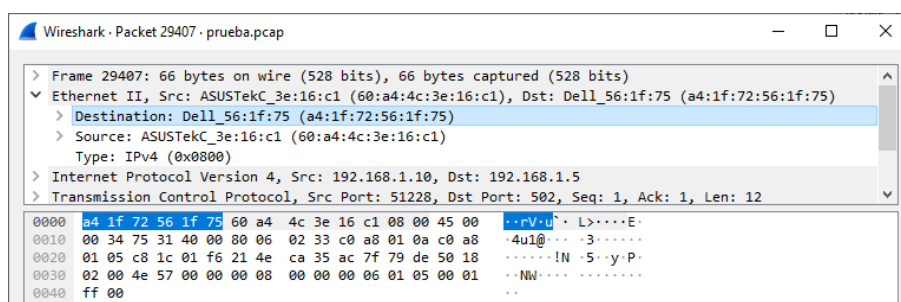 Wireshark · Packet 29407 · prueba.pcap
> Frame 29407: 66 bytes on wire (528 bits), 66 bytes captured (528 bits)
Ethernet II, Src: ASUSTekC_3e:16:c1 (60:a4:4c:3e:16:c1), Dst: Dell_56:1f:75 (a4:1f:72:56:1f:75)
> Destination: Dell_56:1f:75 (a4:1f:72:56:1f:75)
> Source: ASUSTekC_3e:16:c1 (60:a4:4c:3e:16:c1)
Type: IPv4 (0x0800)
> Internet Protocol Version 4, Src: 192.168.1.10, Dst: 192.168.1.5
> Transmission Control Protocol, Src Port: 51228, Dst Port: 502, Seq: 1, Ack: 1, Len: 12
0000 a4 1f 72 56 1f 75 60 a4 4c 3e 16 c1 08 00 45 00 ··rV·u`· L>····E·
0010 00 34 75 31 40 00 80 06 02 33 c0 a8 01 0a c0 a8 ·4u1@··· ·3······
0020 01 05 c8 1c 01 f6 21 4e ca 35 ac 7f 79 de 50 18 ······!N ·5··y·P·
0030 02 00 4e 57 00 00 00 08 00 00 00 06 01 05 00 01 ··NW···· ········
0040 ff 00 ··